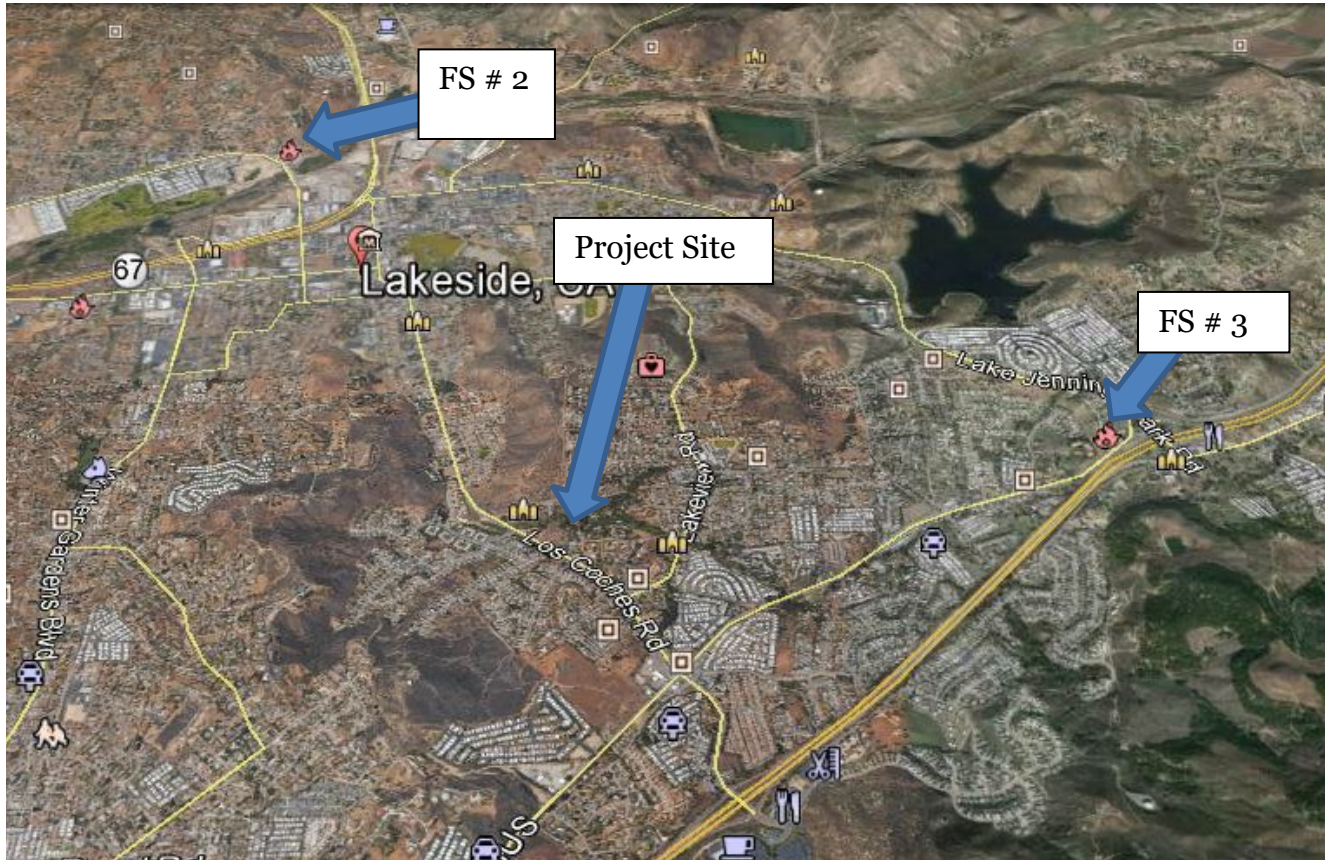 FS # 2
Project Site
67
Lakeside, CA
FS # 3
Lake Jennings Park Rd
Lakeview Rd
Los Coches Rd
Winter Gardens Blvd
US